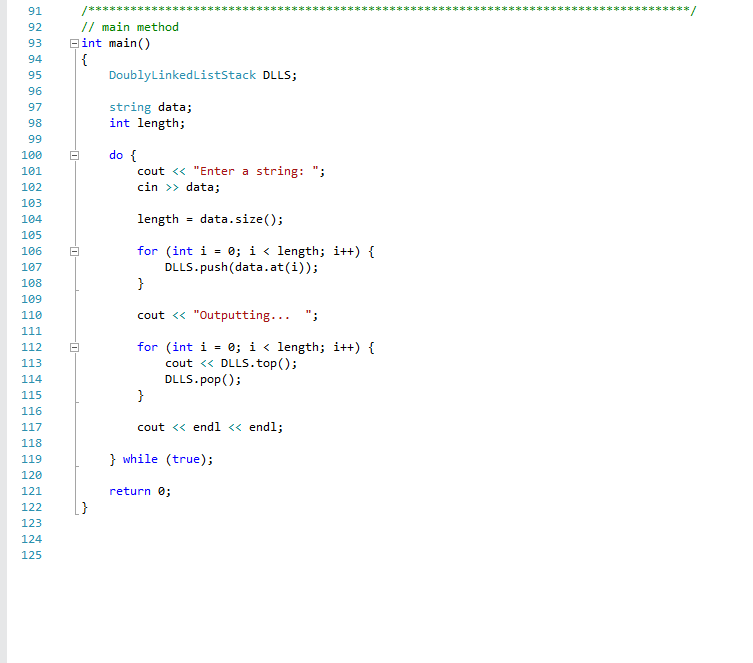 91 /**************************************************************************************/
92 // main method
93 int main()
94 {
95 DoublyLinkedListStack DLLS;
96
97 string data;
98 int length;
99
100 do {
101 cout << "Enter a string: ";
102 cin >> data;
103
104 length = data.size();
105
106 for (int i = 0; i < length; i++) {
107 DLLS.push(data.at(i));
108 }
109
110 cout << "Outputting...  ";
111
112 for (int i = 0; i < length; i++) {
113 cout << DLLS.top();
114 DLLS.pop();
115 }
116
117 cout << endl << endl;
118
119 } while (true);
120
121 return 0;
122 }
123
124
125